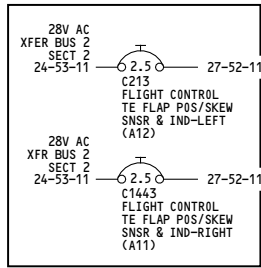 28V AC
XFER BUS 2
SECT 2
24-53-11
2.5
27-52-11
C213
FLIGHT CONTROL
TE FLAP POS/SKEW
SNSR & IND-LEFT
(A12)
28V AC
XFR BUS 2
SECT 2
24-53-11
2.5
27-52-11
C1443
FLIGHT CONTROL
TE FLAP POS/SKEW
SNSR & IND-RIGHT
(A11)